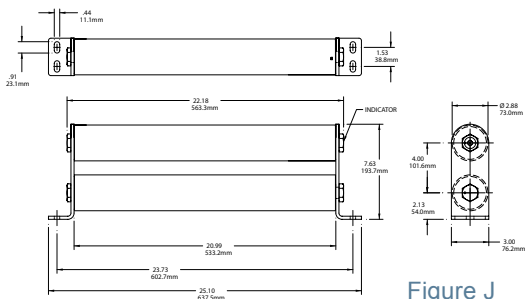 .44
11.1mm
.91
23.1mm
1.53
38.8mm
22.18
563.3mm
INDICATOR
Ø 2.88
73.0mm
7.63
193.7mm
4.00
101.6mm
2.13
54.0mm
20.99
533.2mm
3.00
76.2mm
23.73
602.7mm
25.10
637.5mm
Figure J